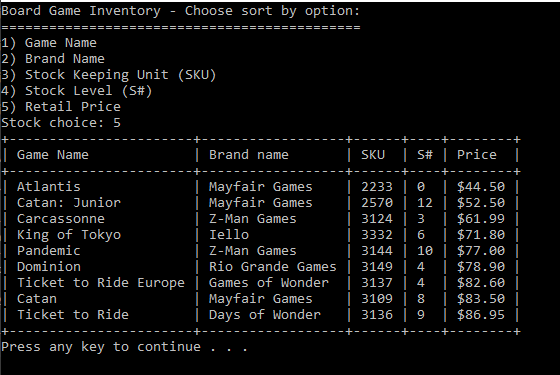 Board Game Inventory - Choose sort by option:
=============================================
1) Game Name
2) Brand Name
3) Stock Keeping Unit (SKU)
4) Stock Level (S#)
5) Retail Price
Stock choice: 5
+-----------------------+------------------+------+----+--------+
| Game Name             | Brand name       | SKU  | S# | Price  |
+-----------------------+------------------+------+----+--------+
| Atlantis              | Mayfair Games    | 2233 | 0  | $44.50 |
| Catan: Junior         | Mayfair Games    | 2570 | 12 | $52.50 |
| Carcassonne           | Z-Man Games      | 3124 | 3  | $61.99 |
| King of Tokyo         | Iello            | 3332 | 6  | $71.80 |
| Pandemic              | Z-Man Games      | 3144 | 10 | $77.00 |
| Dominion              | Rio Grande Games | 3149 | 4  | $78.90 |
| Ticket to Ride Europe | Games of Wonder  | 3137 | 4  | $82.60 |
| Catan                 | Mayfair Games    | 3109 | 8  | $83.50 |
| Ticket to Ride        | Days of Wonder   | 3136 | 9  | $86.95 |
+-----------------------+------------------+------+----+--------+
Press any key to continue . . .